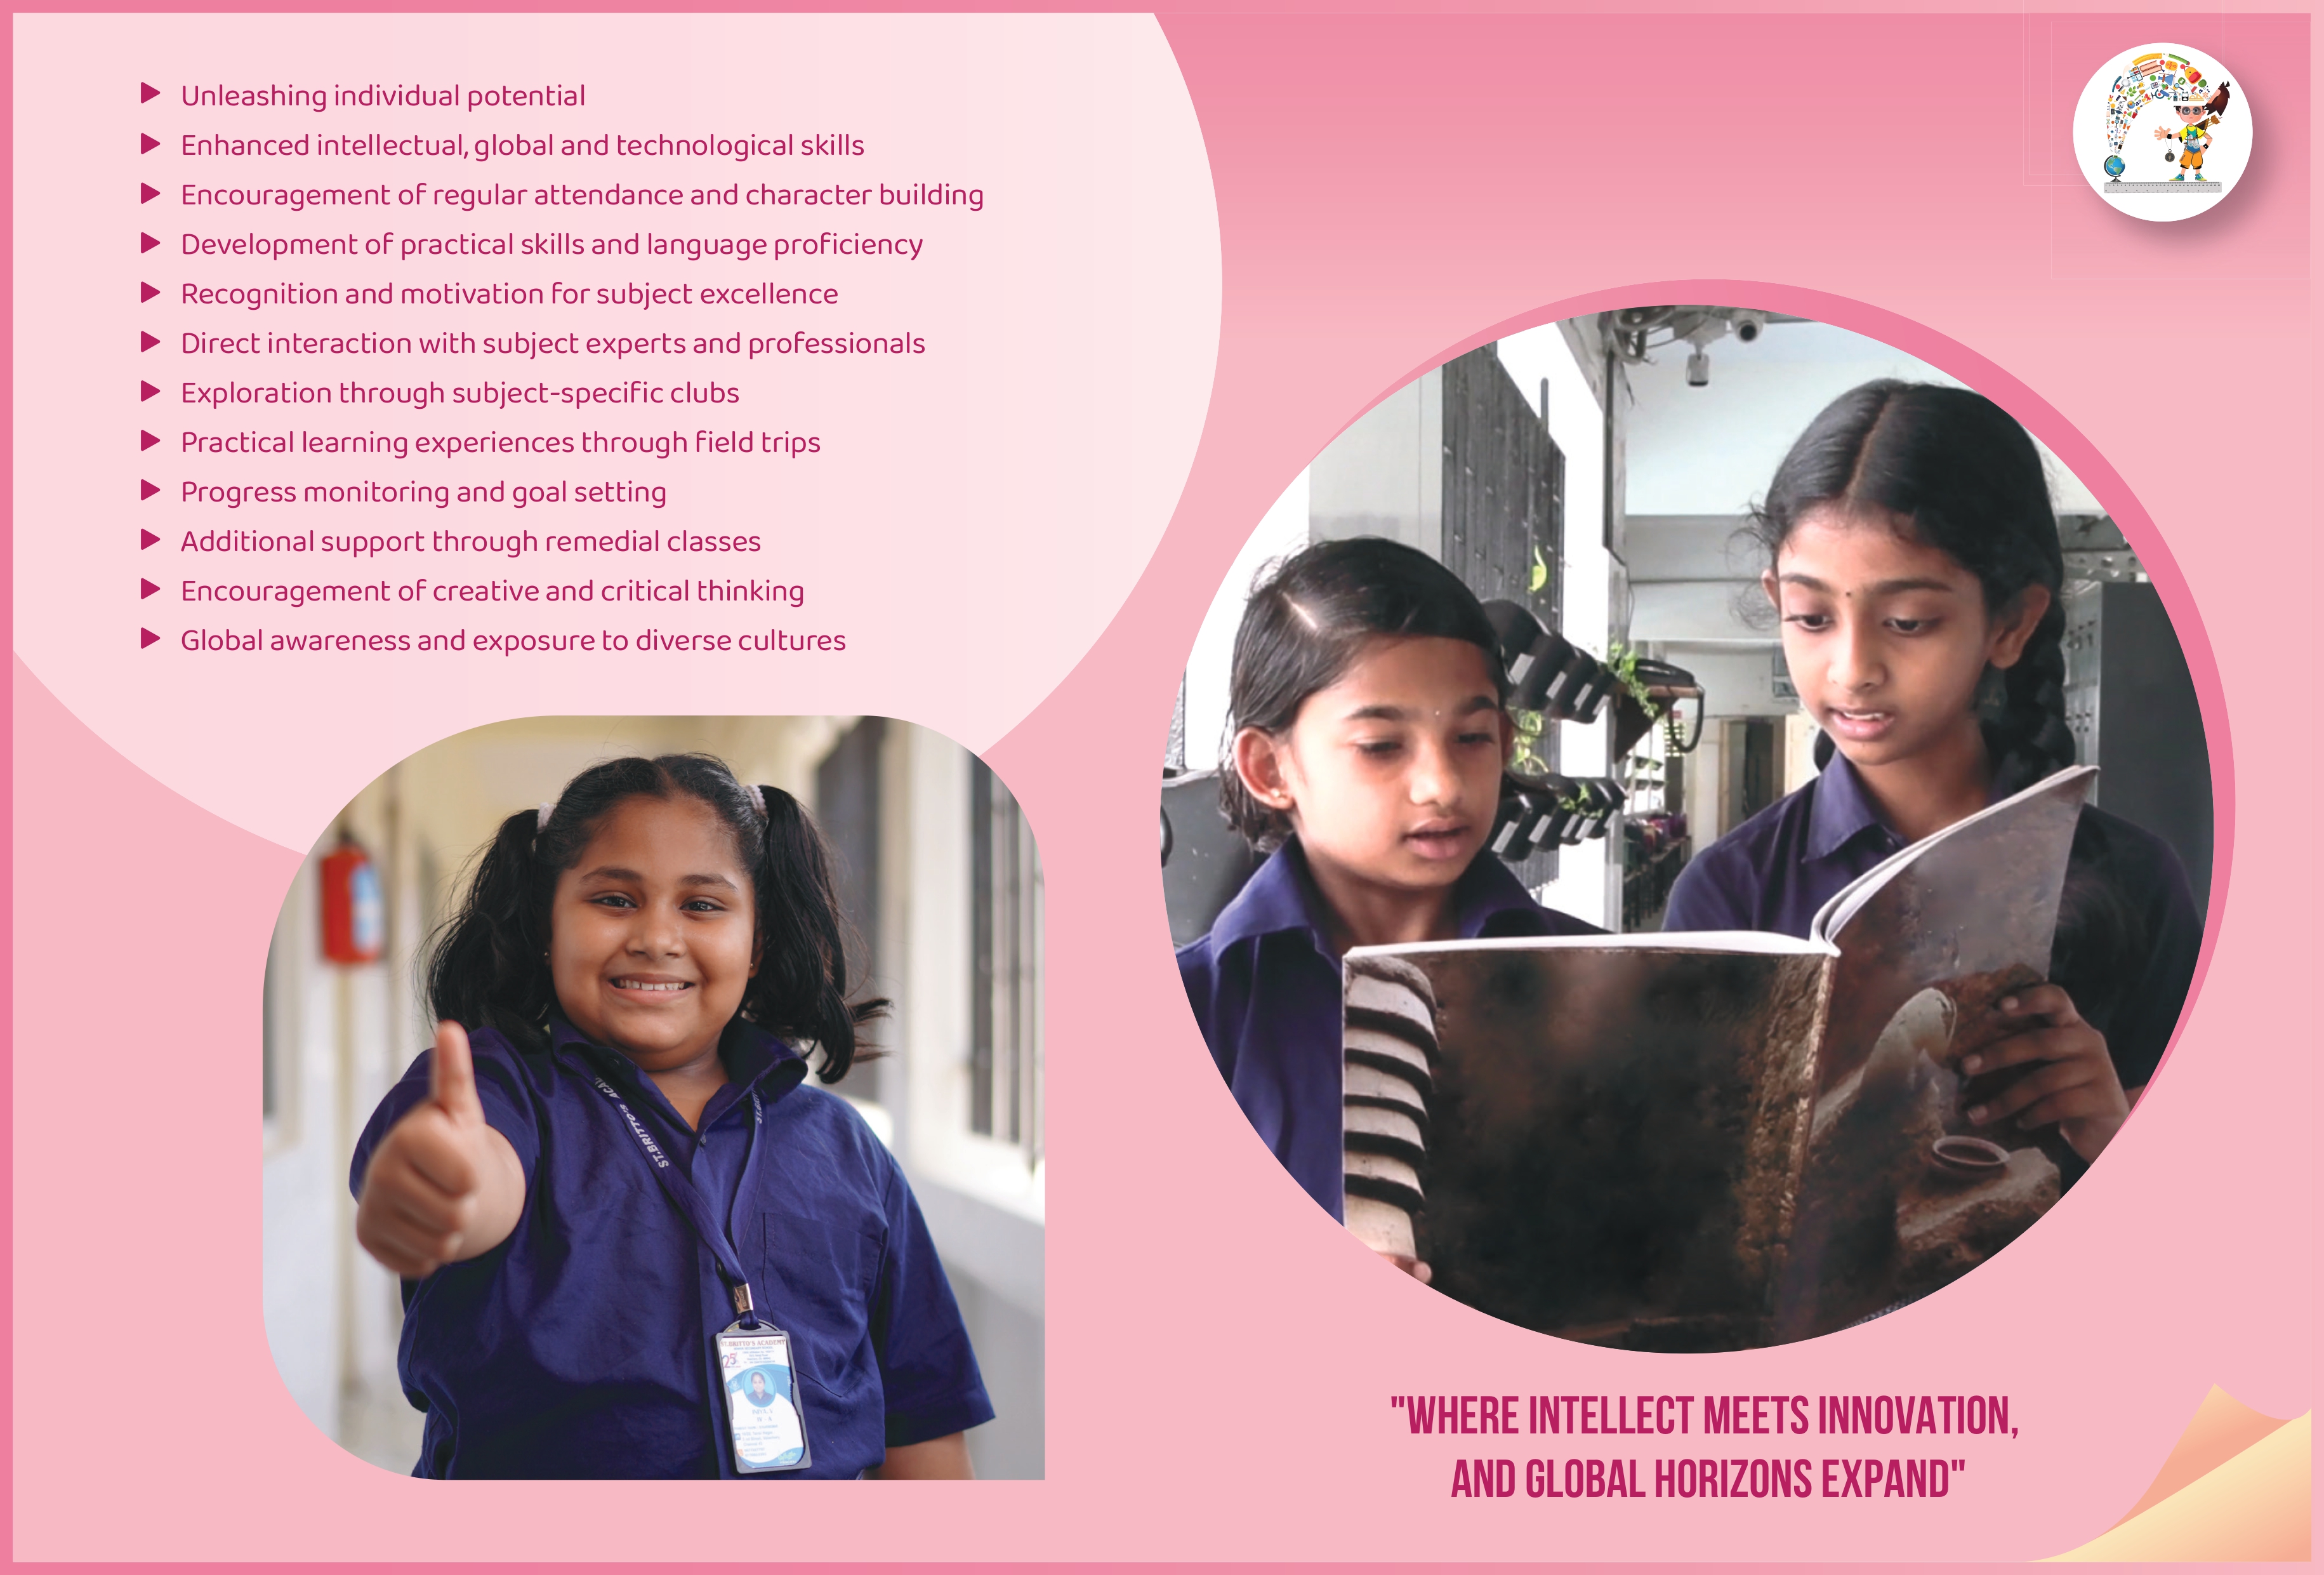 Unleashing individual potential
Enhanced intellectual, global and technological skills
Encouragement of regular attendance and character building
Development of practical skills and language proficiency
Recognition and motivation for subject excellence
Direct interaction with subject experts and professionals
Exploration through subject-specific clubs
Practical learning experiences through field trips
Progress monitoring and goal setting
Additional support through remedial classes
Encouragement of creative and critical thinking
Global awareness and exposure to diverse cultures
ST.BRITTO'S
ST.BRITTO'S ACADEMY
25
"WHERE INTELLECT MEETS INNOVATION,
AND GLOBAL HORIZONS EXPAND"